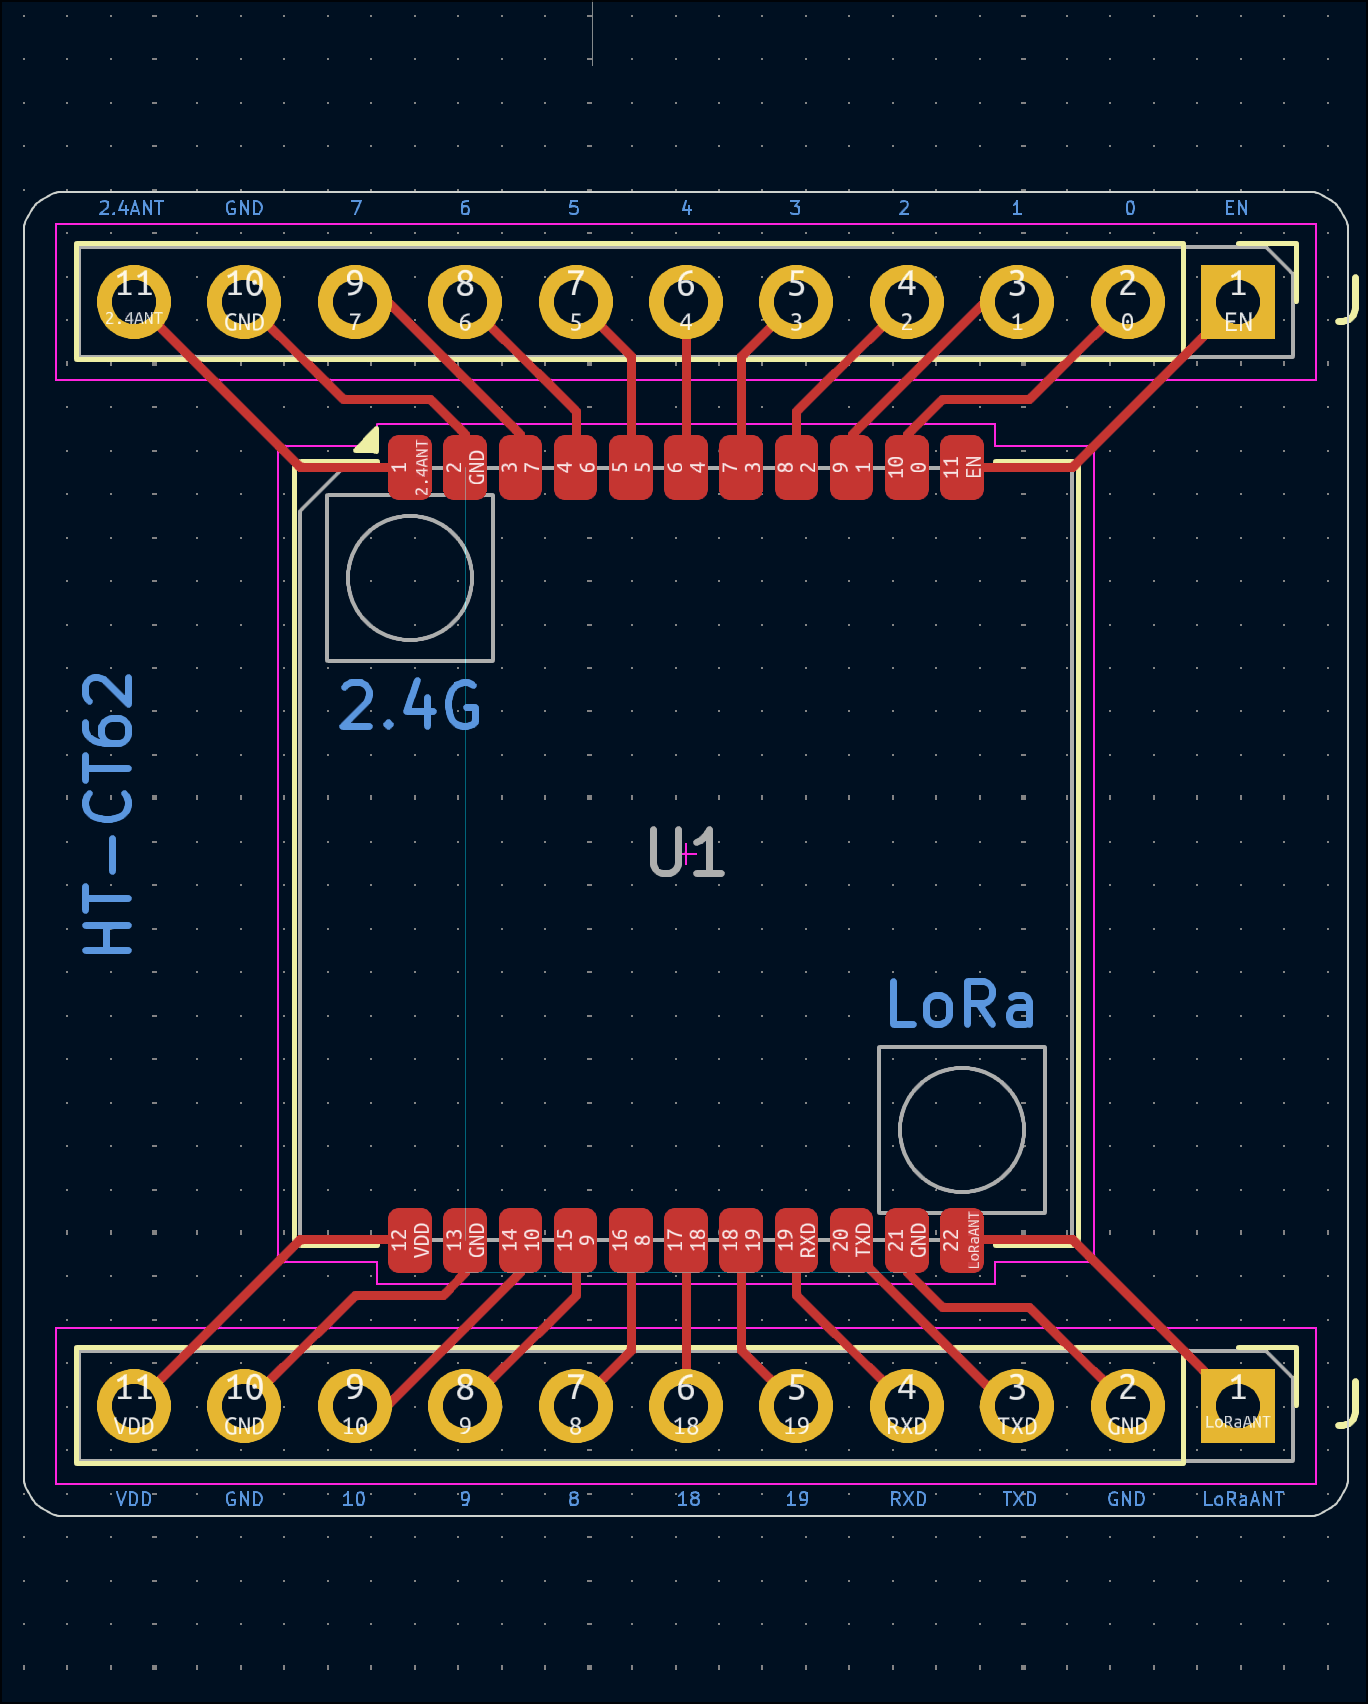 2.4ANT GND 7 6 5 4 3 2 1 0 EN
11 10 9 8 7 6 5 4 3 2 1
2.4ANT GND 7 6 5 4 3 2 1 0 EN
J
1 2 3 4 5 6 7 8 9 10 11
2.4ANT GND 7 6 5 4 3 2 1 0 EN
2.4G
HT-CT62
U1
LoRa
12 13 14 15 16 17 18 19 20 21 22
VDD GND 10 9 8 18 19 RXD TXD GND LoRaANT
11 10 9 8 7 6 5 4 3 2 1
VDD GND 10 9 8 18 19 RXD TXD GND LoRaANT
J
VDD GND 10 9 8 18 19 RXD TXD GND LoRaANT